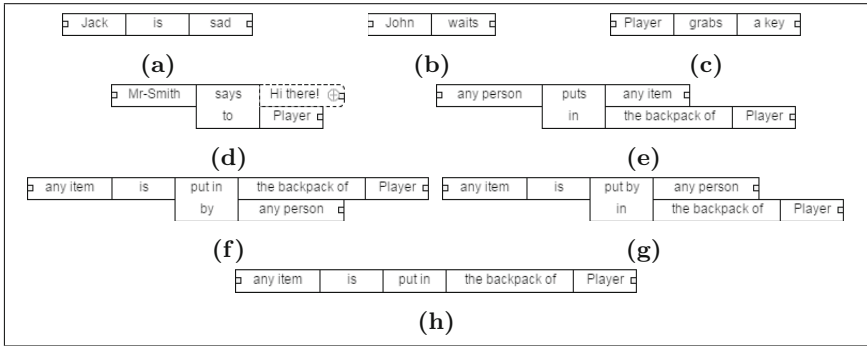 Jack is sad
John waits
Player grabs a key
(a)
(b)
(c)
Mr-Smith says Hi there!
to Player
any person puts any item
in the backpack of Player
(d)
(e)
any item is put in the backpack of Player
by any person
any item is put by any person
in the backpack of Player
(f)
(g)
any item is put in the backpack of Player
(h)